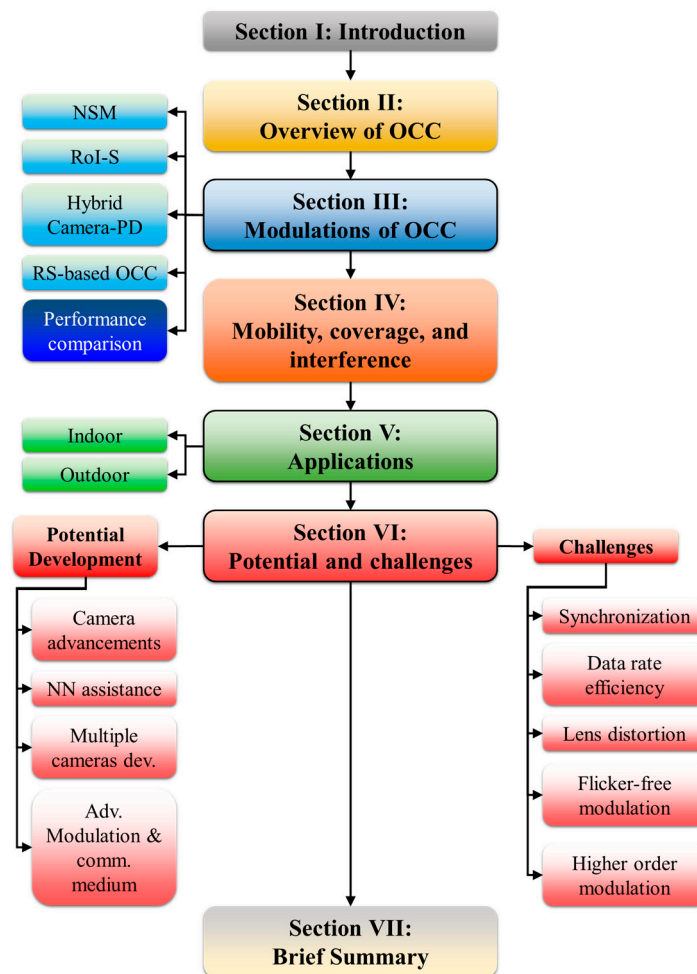 Section I: Introduction
Section II:
Overview of OCC
NSM
RoI-S
Hybrid
Camera-PD
RS-based OCC
Performance
comparison
Section III:
Modulations of OCC
Section IV:
Mobility, coverage, and
interference
Indoor
Outdoor
Section V:
Applications
Section VI:
Potential and challenges
Potential
Development
Camera
advancements
NN assistance
Multiple
cameras dev.
Adv.
Modulation &
comm.
medium
Challenges
Synchronization
Data rate
efficiency
Lens distortion
Flicker-free
modulation
Higher order
modulation
Section VII:
Brief Summary